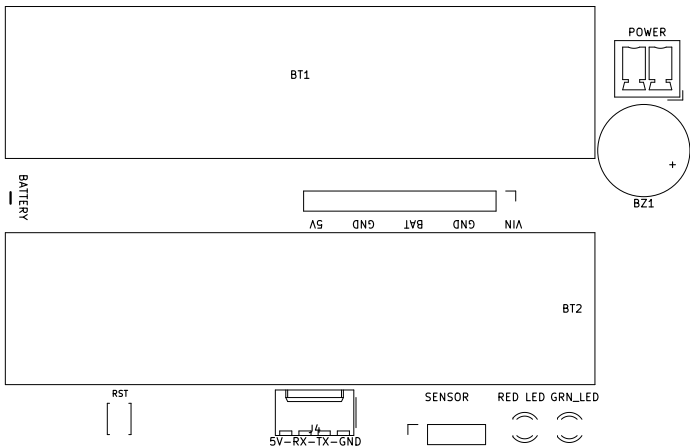 POWER
BT1
+
BZ1
BATTERY
5V GND BAT GND VIN
BT2
RST
J4
5V-RX-TX-GND
SENSOR
RED LED GRN_LED